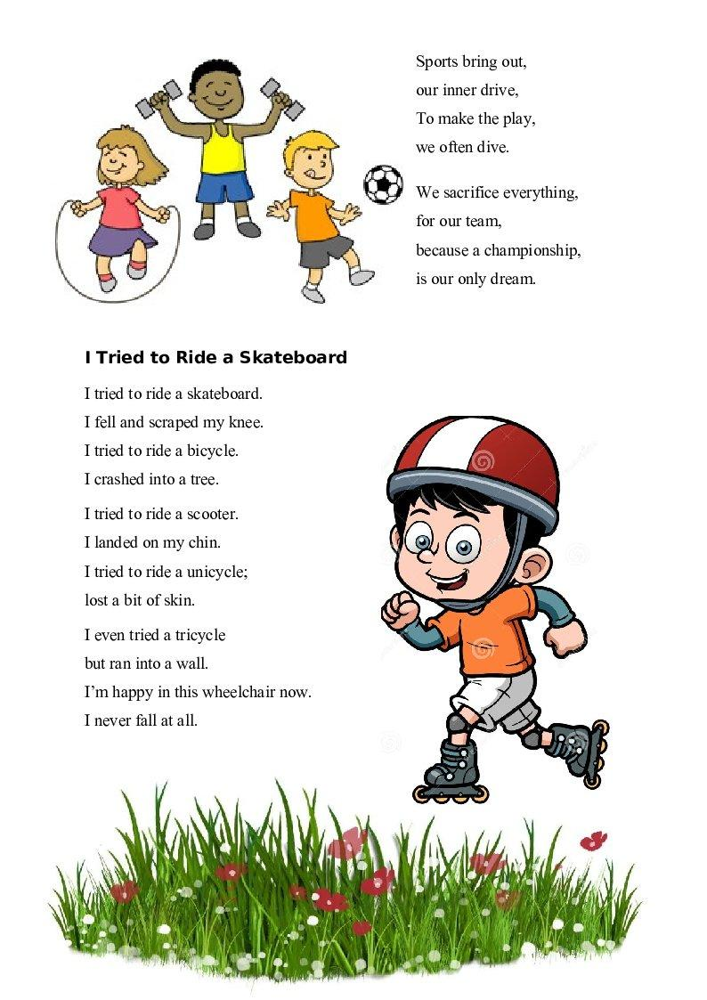 Sports bring out,
our inner drive,
To make the play,
we often dive.
We sacrifice everything,
for our team,
because a championship,
is our only dream.
I Tried to Ride a Skateboard
I tried to ride a skateboard.
I fell and scraped my knee.
I tried to ride a bicycle.
I crashed into a tree.
I tried to ride a scooter.
I landed on my chin.
I tried to ride a unicycle;
lost a bit of skin.
I even tried a tricycle
but ran into a wall.
I’m happy in this wheelchair now.
I never fall at all.